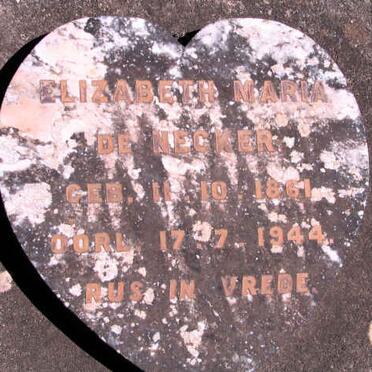 ELIZABETH MARIA
DE NECKER
GEB. 11.10.1861
OORL. 17.7.1944.
RUS IN VREDE.